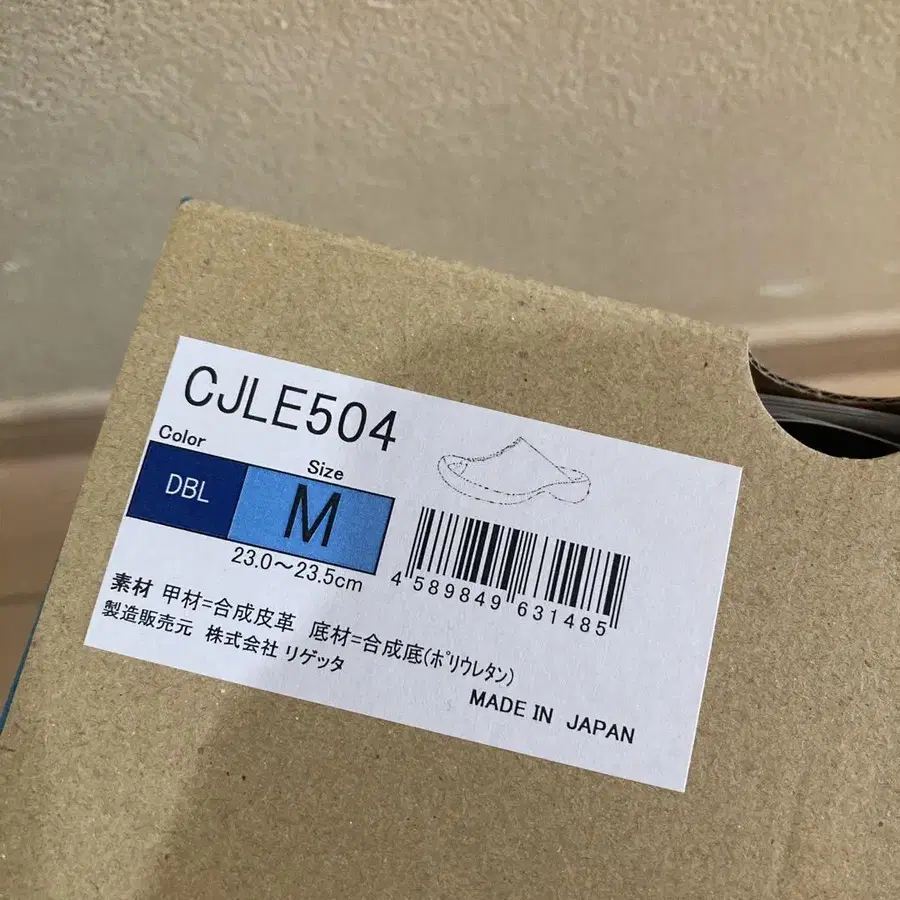 CJLE504
Color
Size
DBL
M
23.0～23.5cm
4 589849 631485
素材 甲材=合成皮革 底材=合成底(ﾎﾟﾘｳﾚﾀﾝ)
製造販売元 株式会社 リゲッタ
MADE IN JAPAN